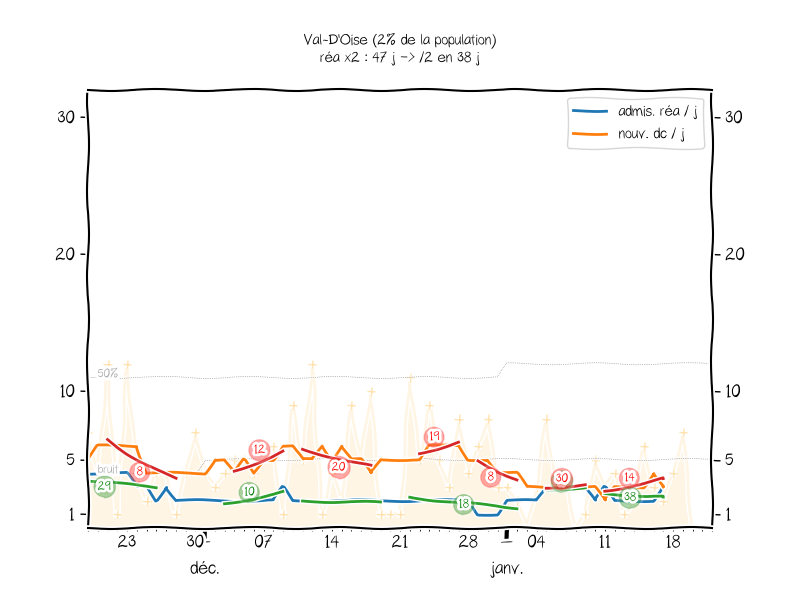 Val-D'Oise (2% de la population)
réa x2 : 47 j -> /2 en 38 j
admis. réa / j
nouv. dc / j
30 30
20 20
10 10
5 5
1 1
50%
bruit
29 8 10 12 20 19 18 8 30 14 38
23 30 07 14 21 28 04 11 18
déc. janv.